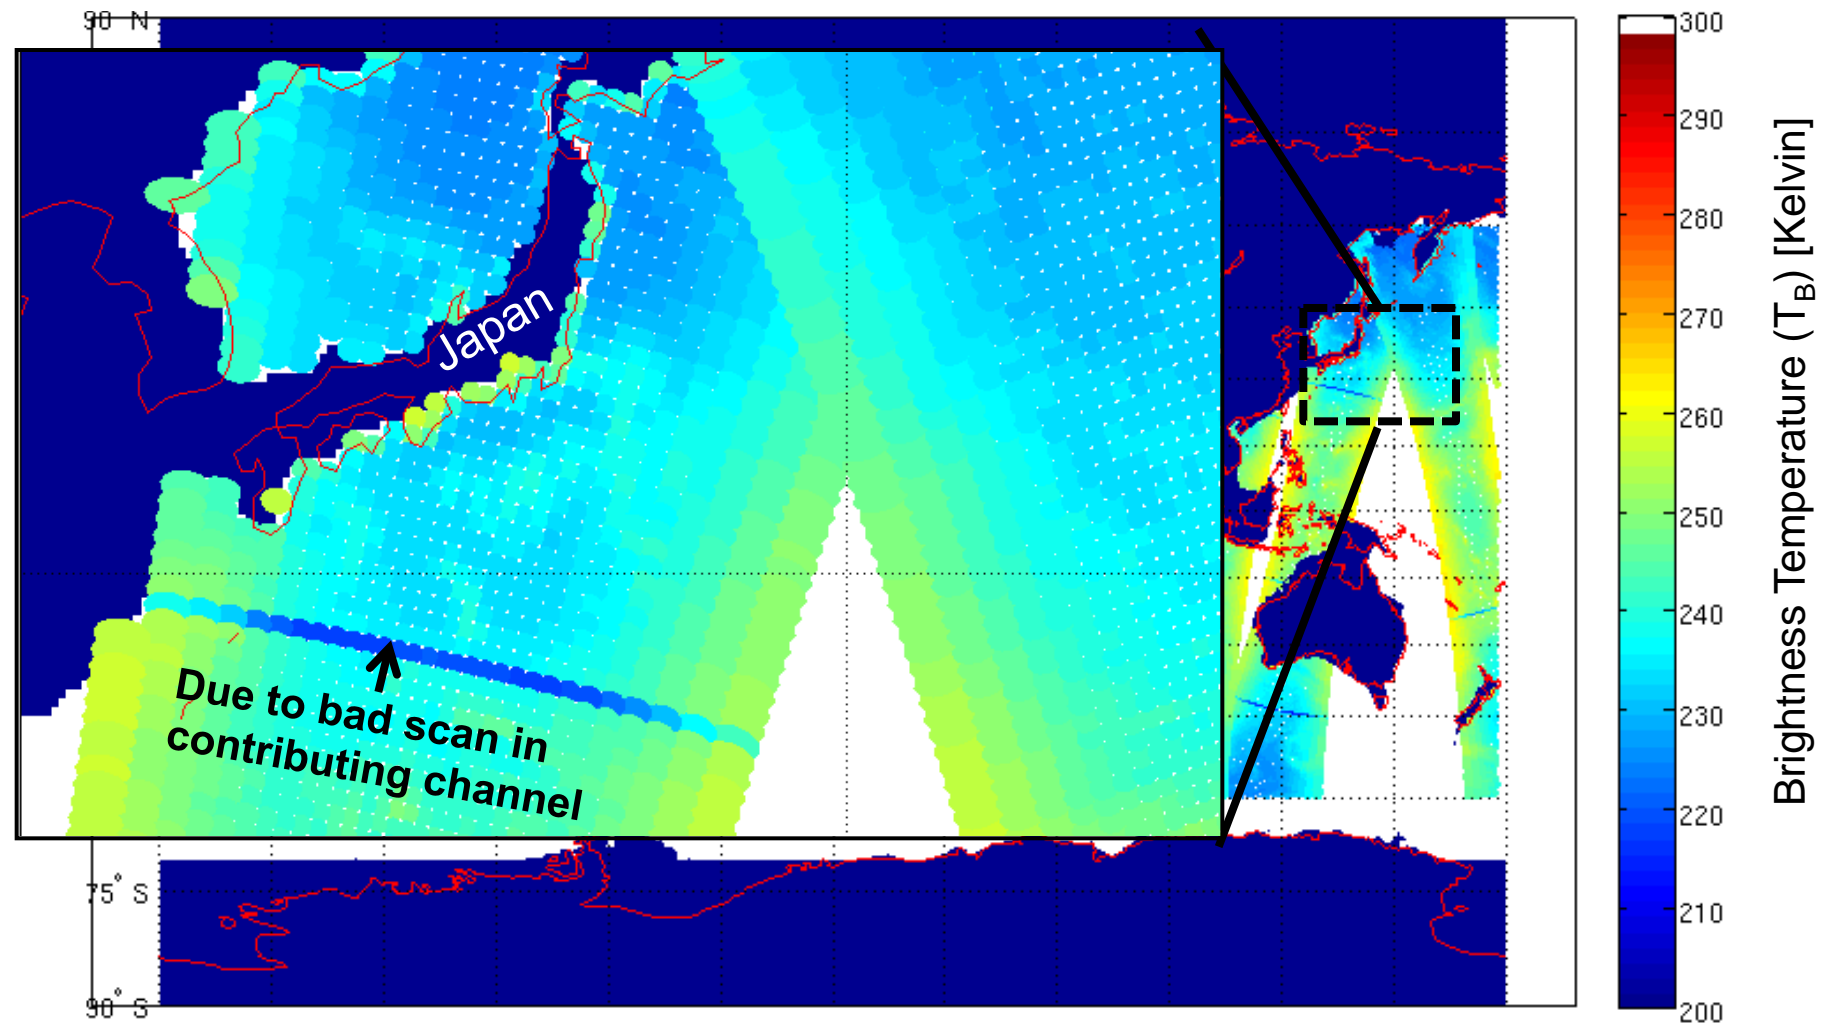 90 N
Japan
Due to bad scan in
contributing channel
75° S
90° S
300
290
280
270
260
250
240
230
220
210
200
Brightness Temperature (T_B) [Kelvin]